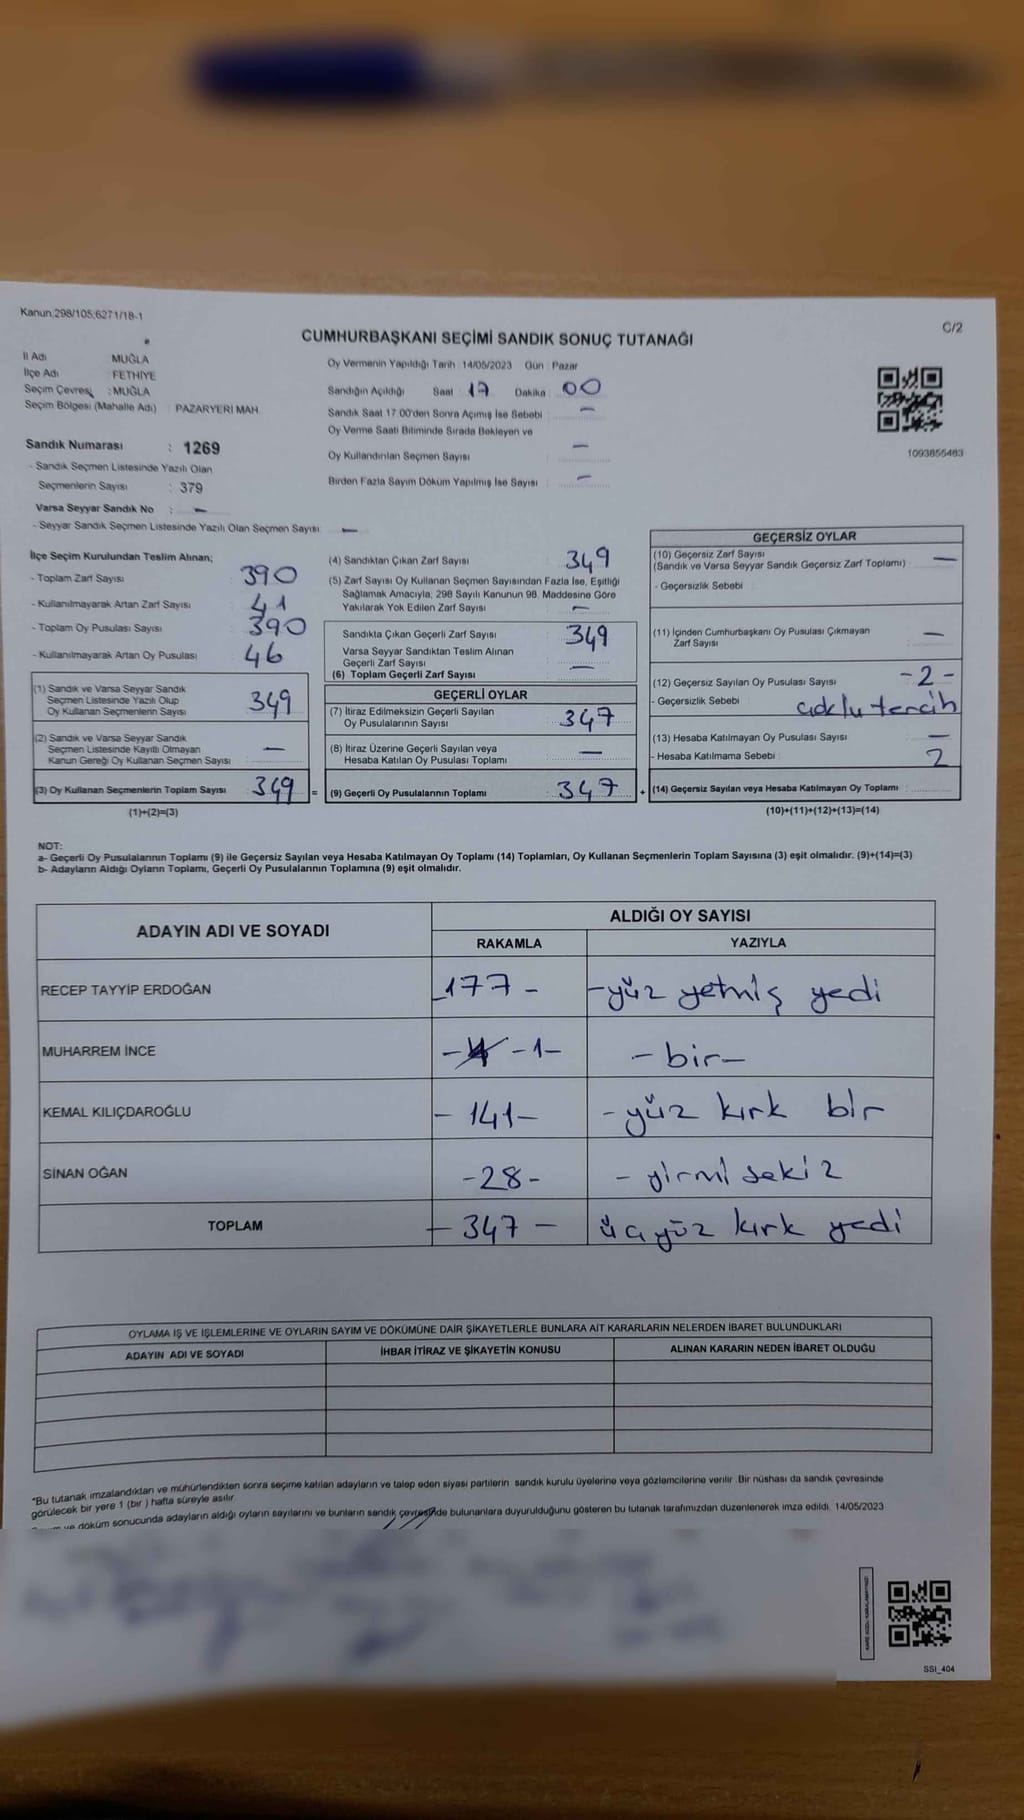 Kanun;298/105;6271/18-1
C/2
CUMHURBAŞKANI SEÇİMİ SANDIK SONUÇ TUTANAĞI
İl Adı : MUĞLA
İlçe Adı : FETHİYE
Seçim Çevresi : MUĞLA
Seçim Bölgesi (Mahalle Adı) : PAZARYERİ MAH.
Oy Vermenin Yapıldığı Tarih :14/05/2023 Gün : Pazar
Sandığın Açıldığı Saat : 17 Dakika : 00
Sandık Saat 17.00'den Sonra Açımış İse Sebebi : -
Oy Verme Saati Bitiminde Sırada Bekleyen ve
Oy Kullandırılan Seçmen Sayısı : -
Birden Fazla Sayım Döküm Yapılmış İse Sayısı : -
1093855483
Sandık Numarası : 1269
- Sandık Seçmen Listesinde Yazılı Olan
Seçmenlerin Sayısı : 379
Varsa Seyyar Sandık No : -
- Seyyar Sandık Seçmen Listesinde Yazılı Olan Seçmen Sayısı : -
İlçe Seçim Kurulundan Teslim Alınan;
- Toplam Zarf Sayısı : 390
- Kullanılmayarak Artan Zarf Sayısı : 41
- Toplam Oy Pusulası Sayısı : 390
- Kullanılmayarak Artan Oy Pusulası : 46
(1) Sandık ve Varsa Seyyar Sandık
Seçmen Listesinde Yazılı Olup
Oy Kullanan Seçmenlerin Sayısı : 349
(2) Sandık ve Varsa Seyyar Sandık
Seçmen Listesinde Kayıtlı Olmayan
Kanun Gereği Oy Kullanan Seçmen Sayısı : -
(3) Oy Kullanan Seçmenlerin Toplam Sayısı : 349 =
(1)+(2)=(3)
(4) Sandıktan Çıkan Zarf Sayısı : 349
(5) Zarf Sayısı Oy Kullanan Seçmen Sayısından Fazla İse, Eşitliği
Sağlamak Amacıyla; 298 Sayılı Kanunun 98. Maddesine Göre
Yakılarak Yok Edilen Zarf Sayısı : -
Sandıkta Çıkan Geçerli Zarf Sayısı : 349
Varsa Seyyar Sandıktan Teslim Alınan
Geçerli Zarf Sayısı : -
(6) Toplam Geçerli Zarf Sayısı
GEÇERLİ OYLAR
(7) İtiraz Edilmeksizin Geçerli Sayılan
Oy Pusulalarının Sayısı : 347
(8) İtiraz Üzerine Geçerli Sayılan veya
Hesaba Katılan Oy Pusulası Toplamı : -
(9) Geçerli Oy Pusulalarının Toplamı : 347 +
GEÇERSİZ OYLAR
(10) Geçersiz Zarf Sayısı
(Sandık ve Varsa Seyyar Sandık Geçersiz Zarf Toplamı) : -
- Geçersizlik Sebebi :
(11) İçinden Cumhurbaşkanı Oy Pusulası Çıkmayan
Zarf Sayısı : -
(12) Geçersiz Sayılan Oy Pusulası Sayısı : -2-
- Geçersizlik Sebebi : tercih
(13) Hesaba Katılmayan Oy Pusulası Sayısı : -
- Hesaba Katılmama Sebebi : 2
(14) Geçersiz Sayılan veya Hesaba Katılmayan Oy Toplamı :
(10)+(11)+(12)+(13)=(14)
NOT:
a- Geçerli Oy Pusulalarının Toplamı (9) ile Geçersiz Sayılan veya Hesaba Katılmayan Oy Toplamı (14) Toplamları, Oy Kullanan Seçmenlerin Toplam Sayısına (3) eşit olmalıdır. (9)+(14)=(3)
b- Adayların Aldığı Oyların Toplamı, Geçerli Oy Pusulalarının Toplamına (9) eşit olmalıdır.
ADAYIN ADI VE SOYADI ALDIĞI OY SAYISI
RAKAMLA YAZIYLA
RECEP TAYYİP ERDOĞAN -177- -yüz yetmiş yedi
MUHARREM İNCE -1- -bir-
KEMAL KILIÇDAROĞLU -141- -yüz kırk bir
SİNAN OĞAN -28- -yirmi sekiz
TOPLAM -347- üçyüz kırk yedi
OYLAMA İŞ VE İŞLEMLERİNE VE OYLARIN SAYIM VE DÖKÜMÜNE DAİR ŞİKAYETLERLE BUNLARA AİT KARARLARIN NELERDEN İBARET BULUNDUKLARI
ADAYIN ADI VE SOYADI İHBAR İTİRAZ VE ŞİKAYETİN KONUSU ALINAN KARARIN NEDEN İBARET OLDUĞU
*Bu tutanak imzalandıktan ve mühürlendikten sonra seçime katılan adayların ve talep eden siyasi partilerin sandık kurulu üyelerine veya gözlemcilerine verilir. Bir nüshası da sandık çevresinde
görülecek bir yere 1 (bir ) hafta süreyle asılır.
ve döküm sonucunda adayların aldığı oyların sayılarını ve bunların sandık çevresinde bulunanlara duyurulduğunu gösteren bu tutanak tarafımızdan düzenlenerek imza edildi. 14/05/2023
SSI_404